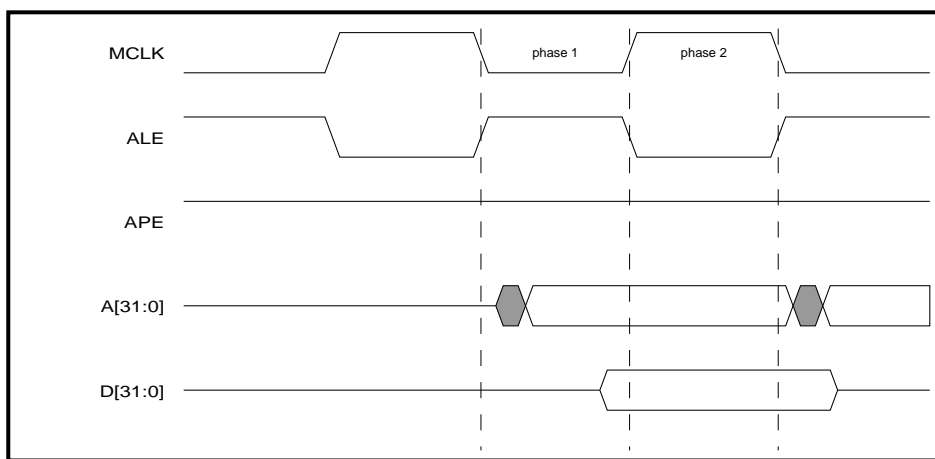 MCLK
phase 1
phase 2
ALE
APE
A[31:0]
D[31:0]